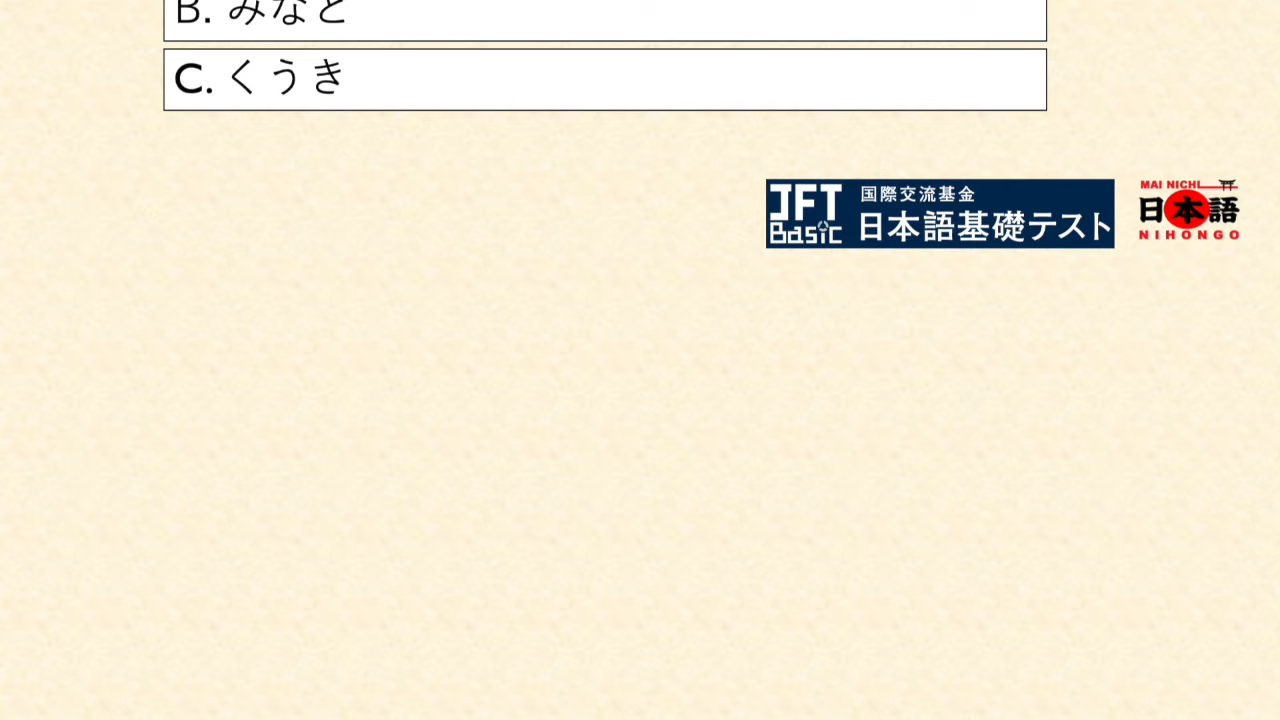 B. みなと
C. くうき
JFT Basic
国際交流基金
日本語基礎テスト
MAI NICHI
日本語
NIHONGO